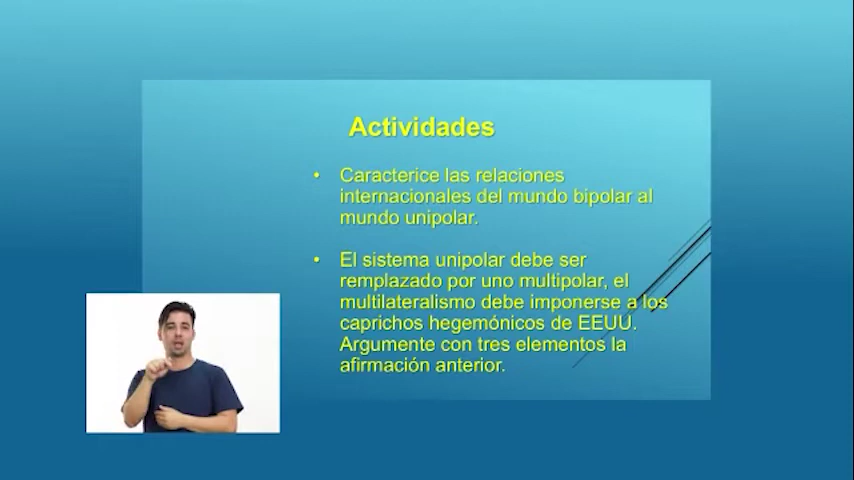 Actividades
• Caracterice las relaciones
internacionales del mundo bipolar al
mundo unipolar.
• El sistema unipolar debe ser
remplazado por uno multipolar, el
multilateralismo debe imponerse a los
caprichos hegemónicos de EEUU.
Argumente con tres elementos la
afirmación anterior.